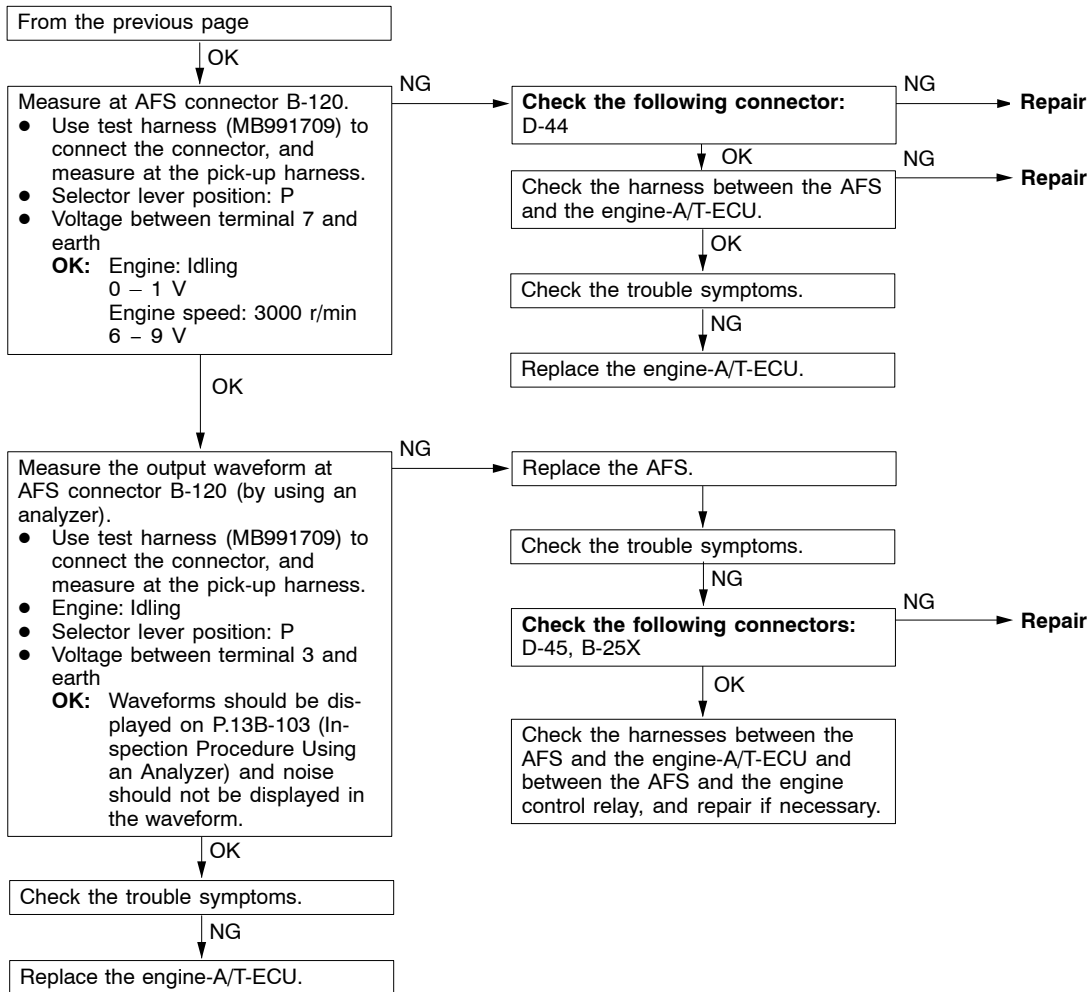 From the previous page
OK
Measure at AFS connector B-120.
● Use test harness (MB991709) to
connect the connector, and
measure at the pick-up harness.
● Selector lever position: P
● Voltage between terminal 7 and
earth
OK: Engine: Idling
0 – 1 V
Engine speed: 3000 r/min
6 – 9 V
NG
Check the following connector:
D-44
NG
Repair
OK
Check the harness between the AFS
and the engine-A/T-ECU.
NG
Repair
OK
Check the trouble symptoms.
NG
Replace the engine-A/T-ECU.
OK
Measure the output waveform at
AFS connector B-120 (by using an
analyzer).
● Use test harness (MB991709) to
connect the connector, and
measure at the pick-up harness.
● Engine: Idling
● Selector lever position: P
● Voltage between terminal 3 and
earth
OK: Waveforms should be dis-
played on P.13B-103 (In-
spection Procedure Using
an Analyzer) and noise
should not be displayed in
the waveform.
NG
Replace the AFS.
Check the trouble symptoms.
NG
Check the following connectors:
D-45, B-25X
NG
Repair
OK
Check the harnesses between the
AFS and the engine-A/T-ECU and
between the AFS and the engine
control relay, and repair if necessary.
OK
Check the trouble symptoms.
NG
Replace the engine-A/T-ECU.